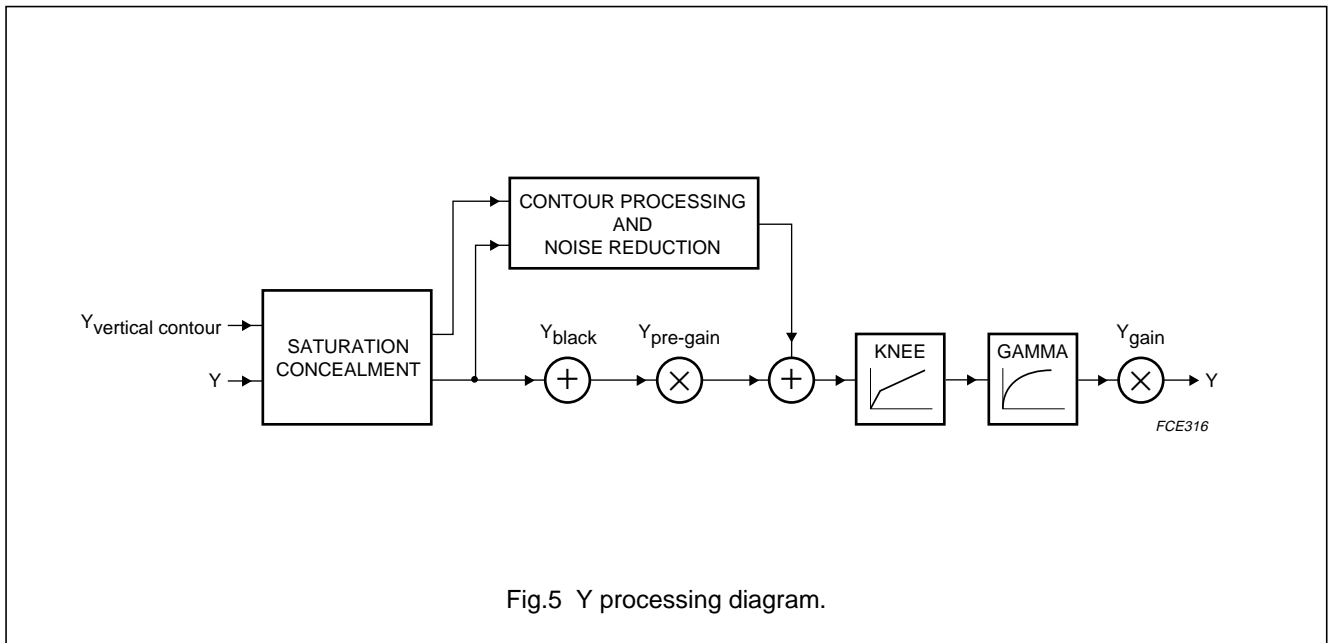 CONTOUR PROCESSING
AND
NOISE REDUCTION
Yvertical contour
Y
SATURATION
CONCEALMENT
Yblack
+
Ypre-gain
×
+
KNEE
GAMMA
Ygain
×
Y
FCE316
Fig.5 Y processing diagram.